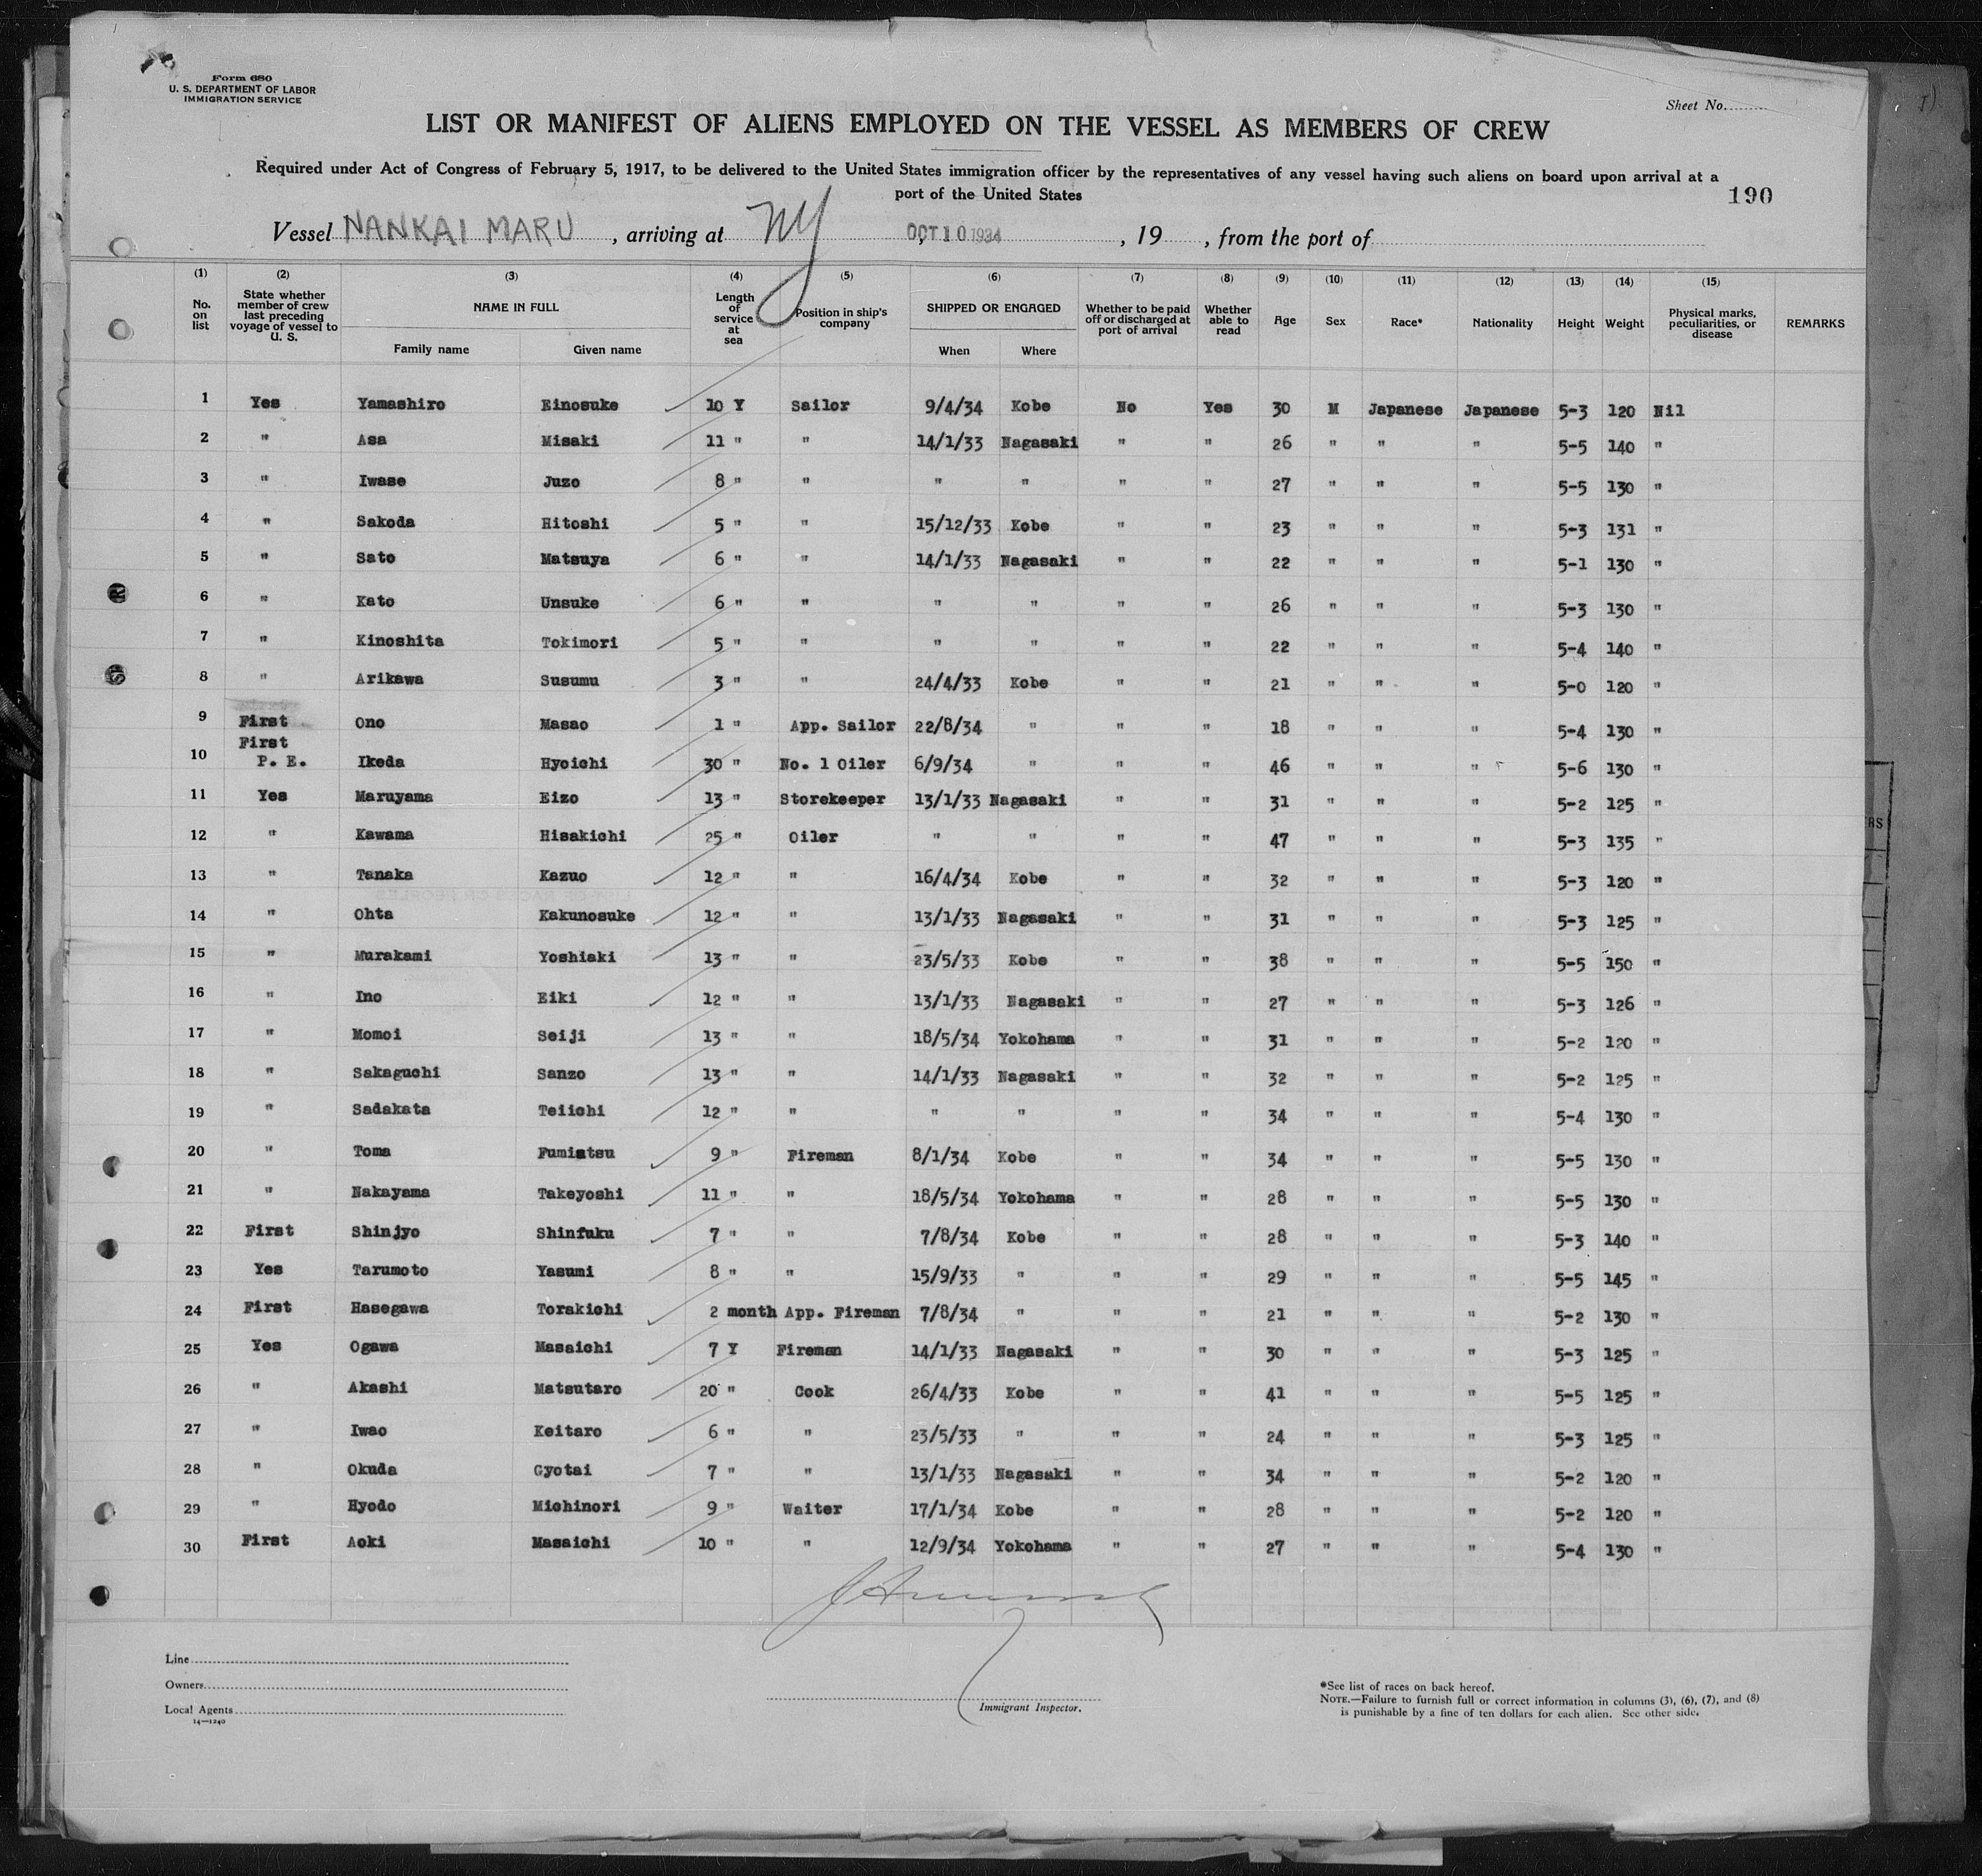 Form 680
U. S. DEPARTMENT OF LABOR
IMMIGRATION SERVICE
Sheet No.
LIST OR MANIFEST OF ALIENS EMPLOYED ON THE VESSEL AS MEMBERS OF CREW
Required under Act of Congress of February 5, 1917, to be delivered to the United States immigration officer by the representatives of any vessel having such aliens on board upon arrival at a
port of the United States
190
Vessel NANKAI MARU, arriving at NY OCT 10 1934, 19 , from the port of
(1) (2) (3) (4) (5) (6) (7) (8) (9) (10) (11) (12) (13) (14) (15)
No. on list State whether member of crew last preceding voyage of vessel to U. S. NAME IN FULL Family name Given name Length of service at sea Position in ship's company SHIPPED OR ENGAGED When Where Whether to be paid off or discharged at port of arrival Whether able to read Age Sex Race* Nationality Height Weight Physical marks, peculiarities, or disease REMARKS
1 Yes Yamashiro Einosuke 10 Y Sailor 9/4/34 Kobe No Yes 30 M Japanese Japanese 5-3 120 Nil
2 " Asa Misaki 11 " " 14/1/33 Nagasaki " " 26 " " " 5-5 140 "
3 " Iwase Juzo 8 " " " " " " 27 " " " 5-5 130 "
4 " Sakoda Hitoshi 5 " " 15/12/33 Kobe " " 23 " " " 5-3 131 "
5 " Sato Matsuya 6 " " 14/1/33 Nagasaki " " 22 " " " 5-1 130 "
6 " Kato Unsuke 6 " " " " " " 26 " " " 5-3 130 "
7 " Kinoshita Tokimori 5 " " " " " " 22 " " " 5-4 140 "
8 " Arikawa Susumu 3 " " 24/4/33 Kobe " " 21 " " " 5-0 120 "
9 First Ono Masao 1 " App. Sailor 22/8/34 " " " 18 " " " 5-4 130 "
10 First P. E. Ikeda Hyoichi 30 " No. 1 Oiler 6/9/34 " " " 46 " " " 5-6 130 "
11 Yes Maruyama Eizo 13 " Storekeeper 13/1/33 Nagasaki " " 31 " " " 5-2 125 "
12 " Kawama Hisakichi 25 " Oiler " " " " 47 " " " 5-3 135 "
13 " Tanaka Kazuo 12 " " 16/4/34 Kobe " " 32 " " " 5-3 120 "
14 " Ohta Kakunosuke 12 " " 13/1/33 Nagasaki " " 31 " " " 5-3 125 "
15 " Murakami Yoshiaki 13 " " 23/5/33 Kobe " " 38 " " " 5-5 150 "
16 " Ino Eiki 12 " " 13/1/33 Nagasaki " " 27 " " " 5-3 126 "
17 " Momoi Seiji 13 " " 18/5/34 Yokohama " " 31 " " " 5-2 120 "
18 " Sakaguchi Sanzo 13 " " 14/1/33 Nagasaki " " 32 " " " 5-2 125 "
19 " Sadakata Teiichi 12 " " " " " " 34 " " " 5-4 130 "
20 " Toma Fumiatsu 9 " Fireman 8/1/34 Kobe " " 34 " " " 5-5 130 "
21 " Nakayama Takeyoshi 11 " " 18/5/34 Yokohama " " 28 " " " 5-5 130 "
22 First Shinjyo Shinfuku 7 " " 7/8/34 Kobe " " 28 " " " 5-3 140 "
23 Yes Tarumoto Yasumi 8 " " 15/9/33 " " " 29 " " " 5-5 145 "
24 First Hasegawa Torakichi 2 month App. Fireman 7/8/34 " " " 21 " " " 5-2 130 "
25 Yes Ogawa Masaichi 7 Y Fireman 14/1/33 Nagasaki " " 30 " " " 5-3 125 "
26 " Akashi Matsutaro 20 " Cook 26/4/33 Kobe " " 41 " " " 5-5 125 "
27 " Iwao Keitaro 6 " " 23/5/33 " " " 24 " " " 5-3 125 "
28 " Okuda Gyotai 7 " " 13/1/33 Nagasaki " " 34 " " " 5-2 120 "
29 " Hyodo Michinori 9 " Waiter 17/1/34 Kobe " " 28 " " " 5-2 120 "
30 First Aoki Masaichi 10 " " 12/9/34 Yokohama " " 27 " " " 5-4 130 "
Line
Owners
Local Agents
14—1240
Immigrant Inspector.
*See list of races on back hereof.
NOTE.—Failure to furnish full or correct information in columns (3), (6), (7), and (8)
is punishable by a fine of ten dollars for each alien. See other side.